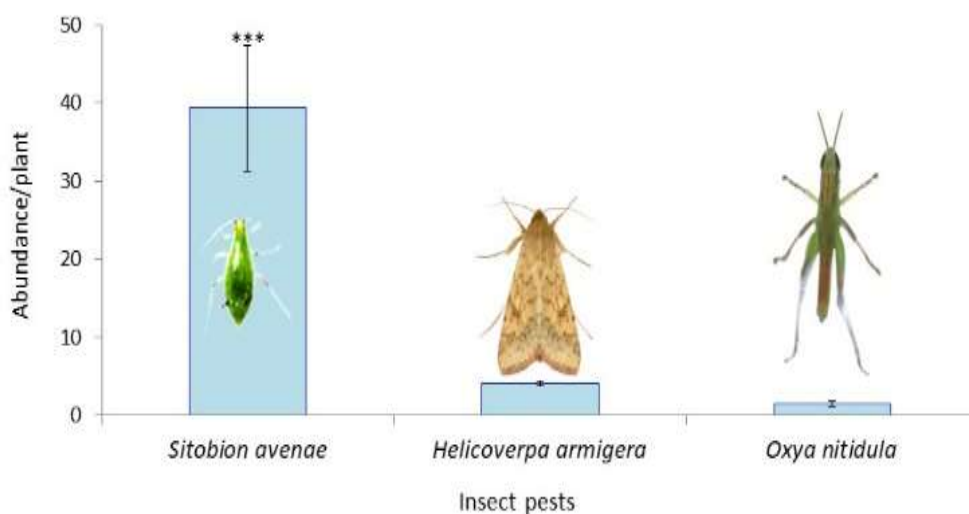 50
***
40
30
20
10
0
Abundance/plant
Sitobion avenae
Helicoverpa armigera
Oxya nitidula
Insect pests